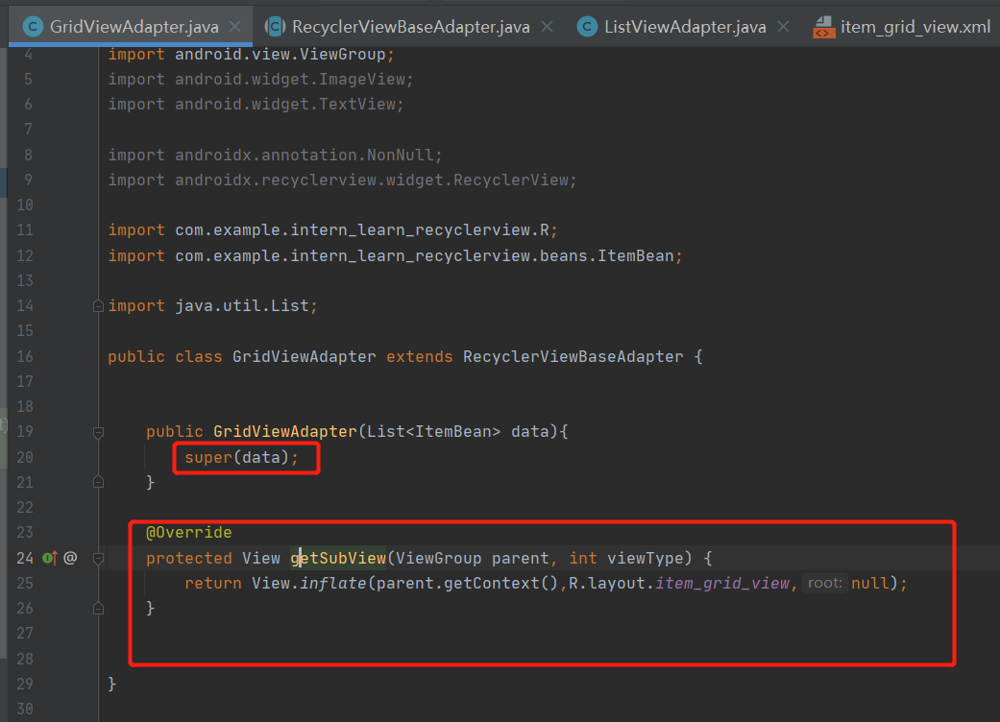 GridViewAdapter.java
RecyclerViewBaseAdapter.java
ListViewAdapter.java
item_grid_view.xml
4 import android.view.ViewGroup;
5 import android.widget.ImageView;
6 import android.widget.TextView;
7
8 import androidx.annotation.NonNull;
9 import androidx.recyclerview.widget.RecyclerView;
10
11 import com.example.intern_learn_recyclerview.R;
12 import com.example.intern_learn_recyclerview.beans.ItemBean;
13
14 import java.util.List;
15
16 public class GridViewAdapter extends RecyclerViewBaseAdapter {
17
18
19 public GridViewAdapter(List<ItemBean> data){
20 super(data);
21 }
22
23 @Override
24 @ protected View getSubView(ViewGroup parent, int viewType) {
25 return View.inflate(parent.getContext(),R.layout.item_grid_view, root: null);
26 }
27
28
29 }
30